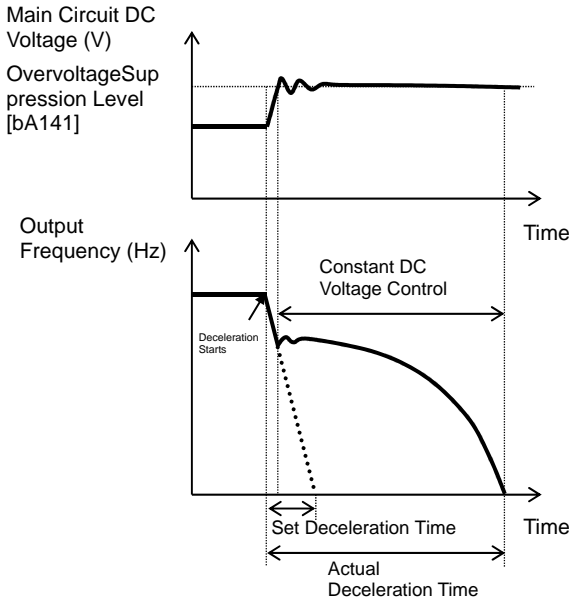 Main Circuit DC
Voltage (V)
OvervoltageSup
pression Level
[bA141]
Time
Output
Frequency (Hz)
Constant DC
Voltage Control
Deceleration
Starts
Set Deceleration Time
Time
Actual
Deceleration Time